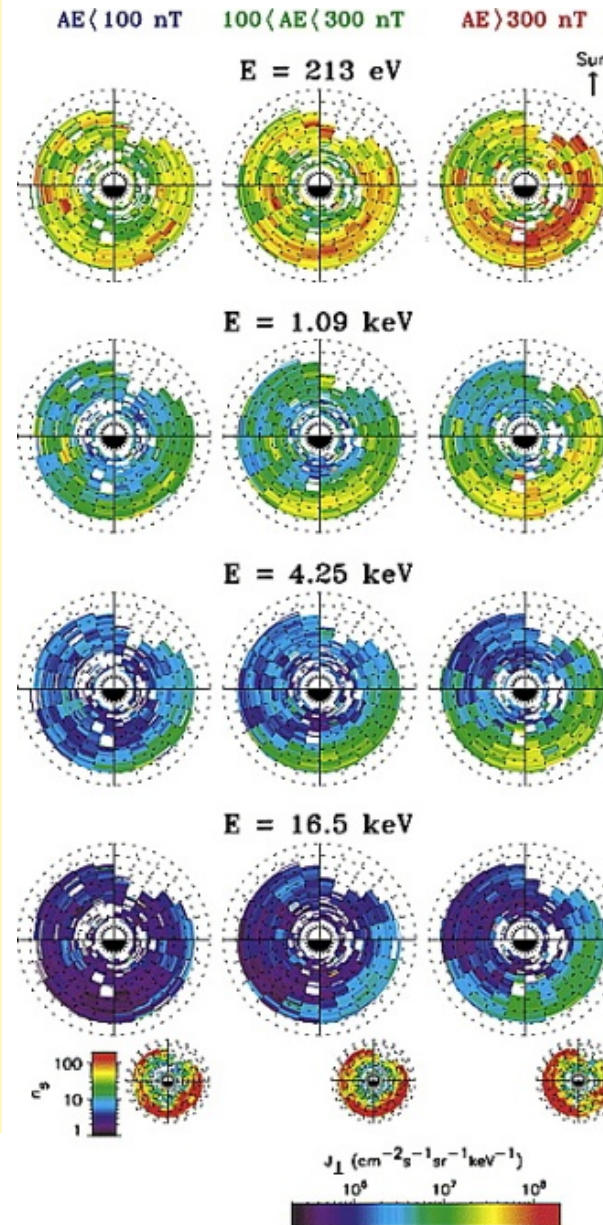 AE⟨100 nT 100⟨AE⟨300 nT AE⟩300 nT
E = 213 eV
Sun
↑
E = 1.09 keV
E = 4.25 keV
E = 16.5 keV
100
10
1
n_s
J⊥ (cm⁻²s⁻¹sr⁻¹keV⁻¹)
10⁶ 10⁷ 10⁸